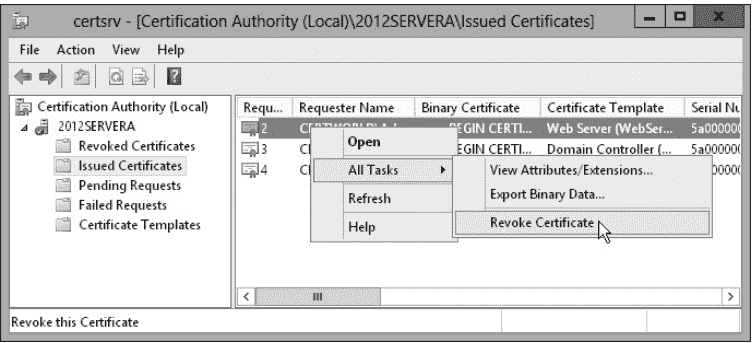 certsrv - [Certification Authority (Local)\2012SERVERA\Issued Certificates]
File Action View Help
Certification Authority (Local)
2012SERVERA
Revoked Certificates
Issued Certificates
Pending Requests
Failed Requests
Certificate Templates
Requ... Requester Name Binary Certificate Certificate Template Serial Nu
2 EGIN CERTI... Web Server (WebSer... 5a00000
3 EGIN CERTI... Domain Controller (... 5a00000
4
Open
All Tasks
Refresh
Help
View Attributes/Extensions...
Export Binary Data...
Revoke Certificate
Revoke this Certificate